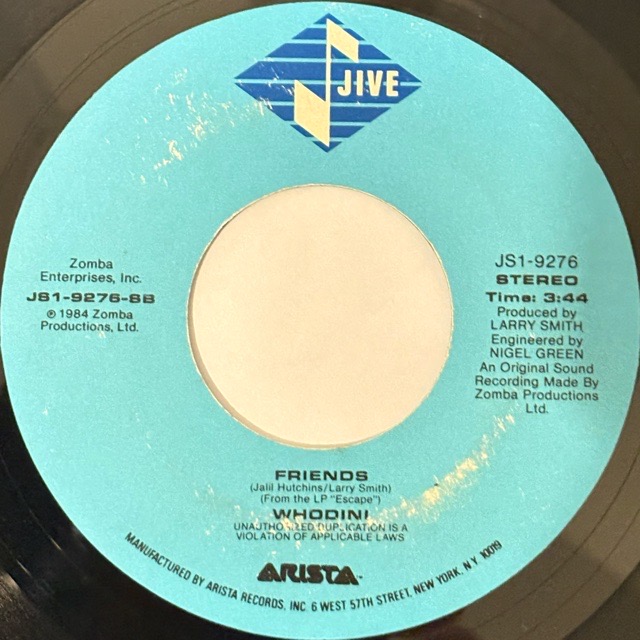 JIVE
Zomba
Enterprises, Inc.
JS1-9276-SB
℗ 1984 Zomba
Productions, Ltd.
JS1-9276
STEREO
Time: 3:44
Produced by
LARRY SMITH
Engineered by
NIGEL GREEN
An Original Sound
Recording Made By
Zomba Productions
Ltd.
FRIENDS
(Jalil Hutchins/Larry Smith)
(From the LP "Escape")
WHODINI
UNAUTHORIZED DUPLICATION IS A
VIOLATION OF APPLICABLE LAWS
ARISTA
MANUFACTURED BY ARISTA RECORDS, INC. 6 WEST 57TH STREET, NEW YORK, N.Y. 10019